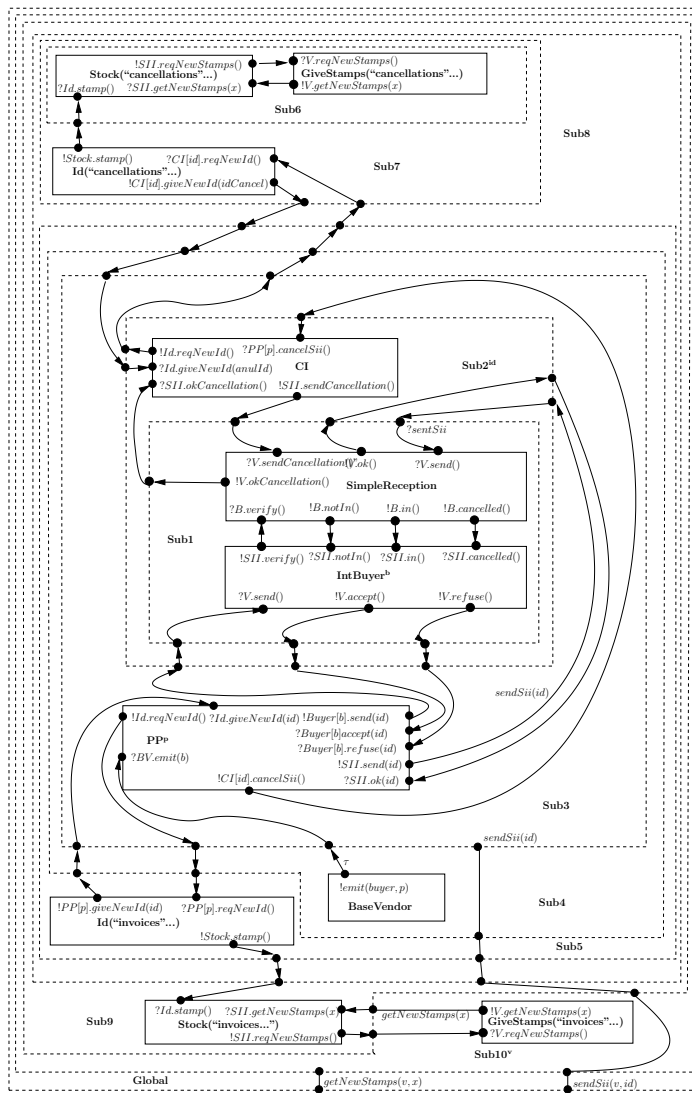 !SII.reqNewStamps()
?V.reqNewStamps()
Stock(“cancellations”...)
GiveStamps(“cancellations”...)
?Id.stamp()
?SII.getNewStamps(x)
!V.getNewStamps(x)
Sub6
Sub8
!Stock.stamp()
?CI[id].reqNewId()
Sub7
Id(“cancellations”...)
!CI[id].giveNewId(idCancel)
!Id.reqNewId()
?PP[p].cancelSii()
?Id.giveNewId(anulId)
CI
Sub2ⁱᵈ
?SII.okCancellation()
!SII.sendCancellation()
?sentSii
?V.sendCancellation()
!V.ok()
?V.send()
!V.okCancellation()
SimpleReception
?B.verify()
!B.notIn()
!B.in()
!B.cancelled()
Sub1
!SII.verify()
?SII.notIn()
?SII.in()
?SII.cancelled()
IntBuyerᵇ
?V.send()
!V.accept()
!V.refuse()
sendSii(id)
!Id.reqNewId()
?Id.giveNewId(id)
!Buyer[b].send(id)
?Buyer[b]accept(id)
PPᵖ
?Buyer[b].refuse(id)
?BV.emit(b)
!SII.send(id)
!CI[id].cancelSii()
?SII.ok(id)
Sub3
sendSii(id)
τ
!emit(buyer, p)
!PP[p].giveNewId(id)
?PP[p].reqNewId()
BaseVendor
Sub4
Id(“invoices”...)
!Stock.stamp()
Sub5
?Id.stamp()
?SII.getNewStamps(x)
getNewStamps(x)
!V.getNewStamps(x)
Sub9
Stock(“invoices...”)
GiveStamps(“invoices”...)
!SII.reqNewStamps()
?V.reqNewStamps()
Sub10ᵛ
Global
getNewStamps(v, x)
sendSii(v, id)